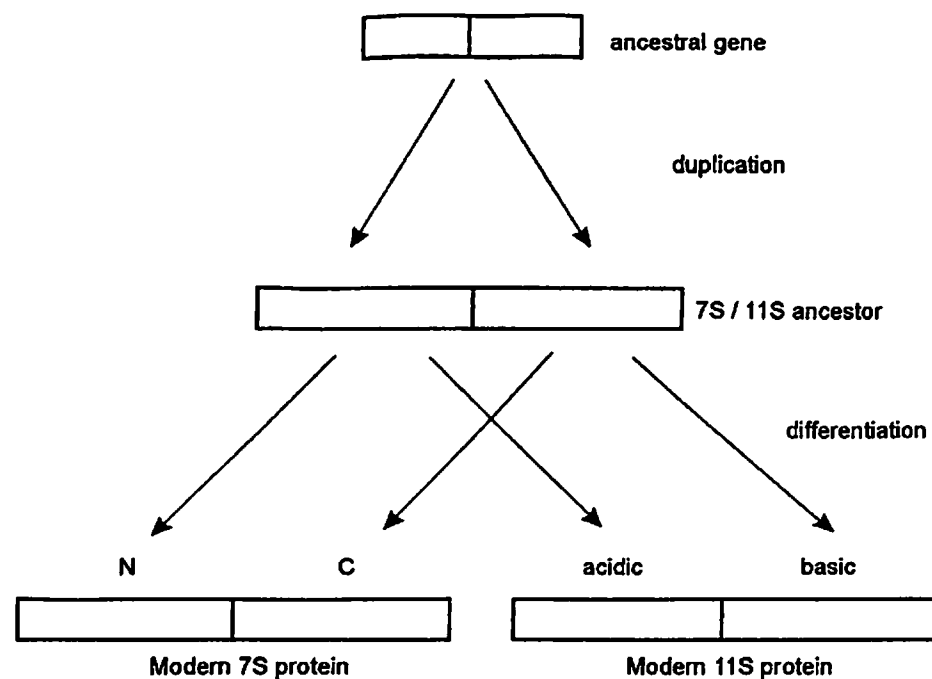 ancestral gene
duplication
7S / 11S ancestor
differentiation
N C acidic basic
Modern 7S protein Modern 11S protein